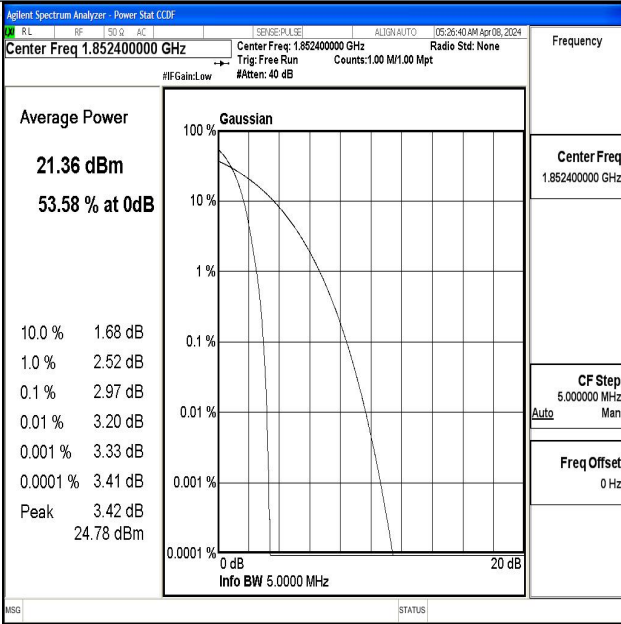 Agilent Spectrum Analyzer - Power Stat CCDF
LXI RL RF 50 Ω AC SENSE:PULSE ALIGN AUTO 05:26:40 AM Apr 08, 2024
Center Freq 1.852400000 GHz
Center Freq: 1.852400000 GHz Radio Std: None
Trig: Free Run Counts:1.00 M/1.00 Mpt
#IFGain:Low #Atten: 40 dB
Average Power
21.36 dBm
53.58 % at 0dB
10.0 % 1.68 dB
1.0 % 2.52 dB
0.1 % 2.97 dB
0.01 % 3.20 dB
0.001 % 3.33 dB
0.0001 % 3.41 dB
Peak 3.42 dB
24.78 dBm
Gaussian
100 %
10 %
1 %
0.1 %
0.01 %
0.001 %
0.0001 %
0 dB 20 dB
Info BW 5.0000 MHz
Frequency
Center Freq
1.852400000 GHz
CF Step
5.000000 MHz
Auto Man
Freq Offset
0 Hz
MSG STATUS